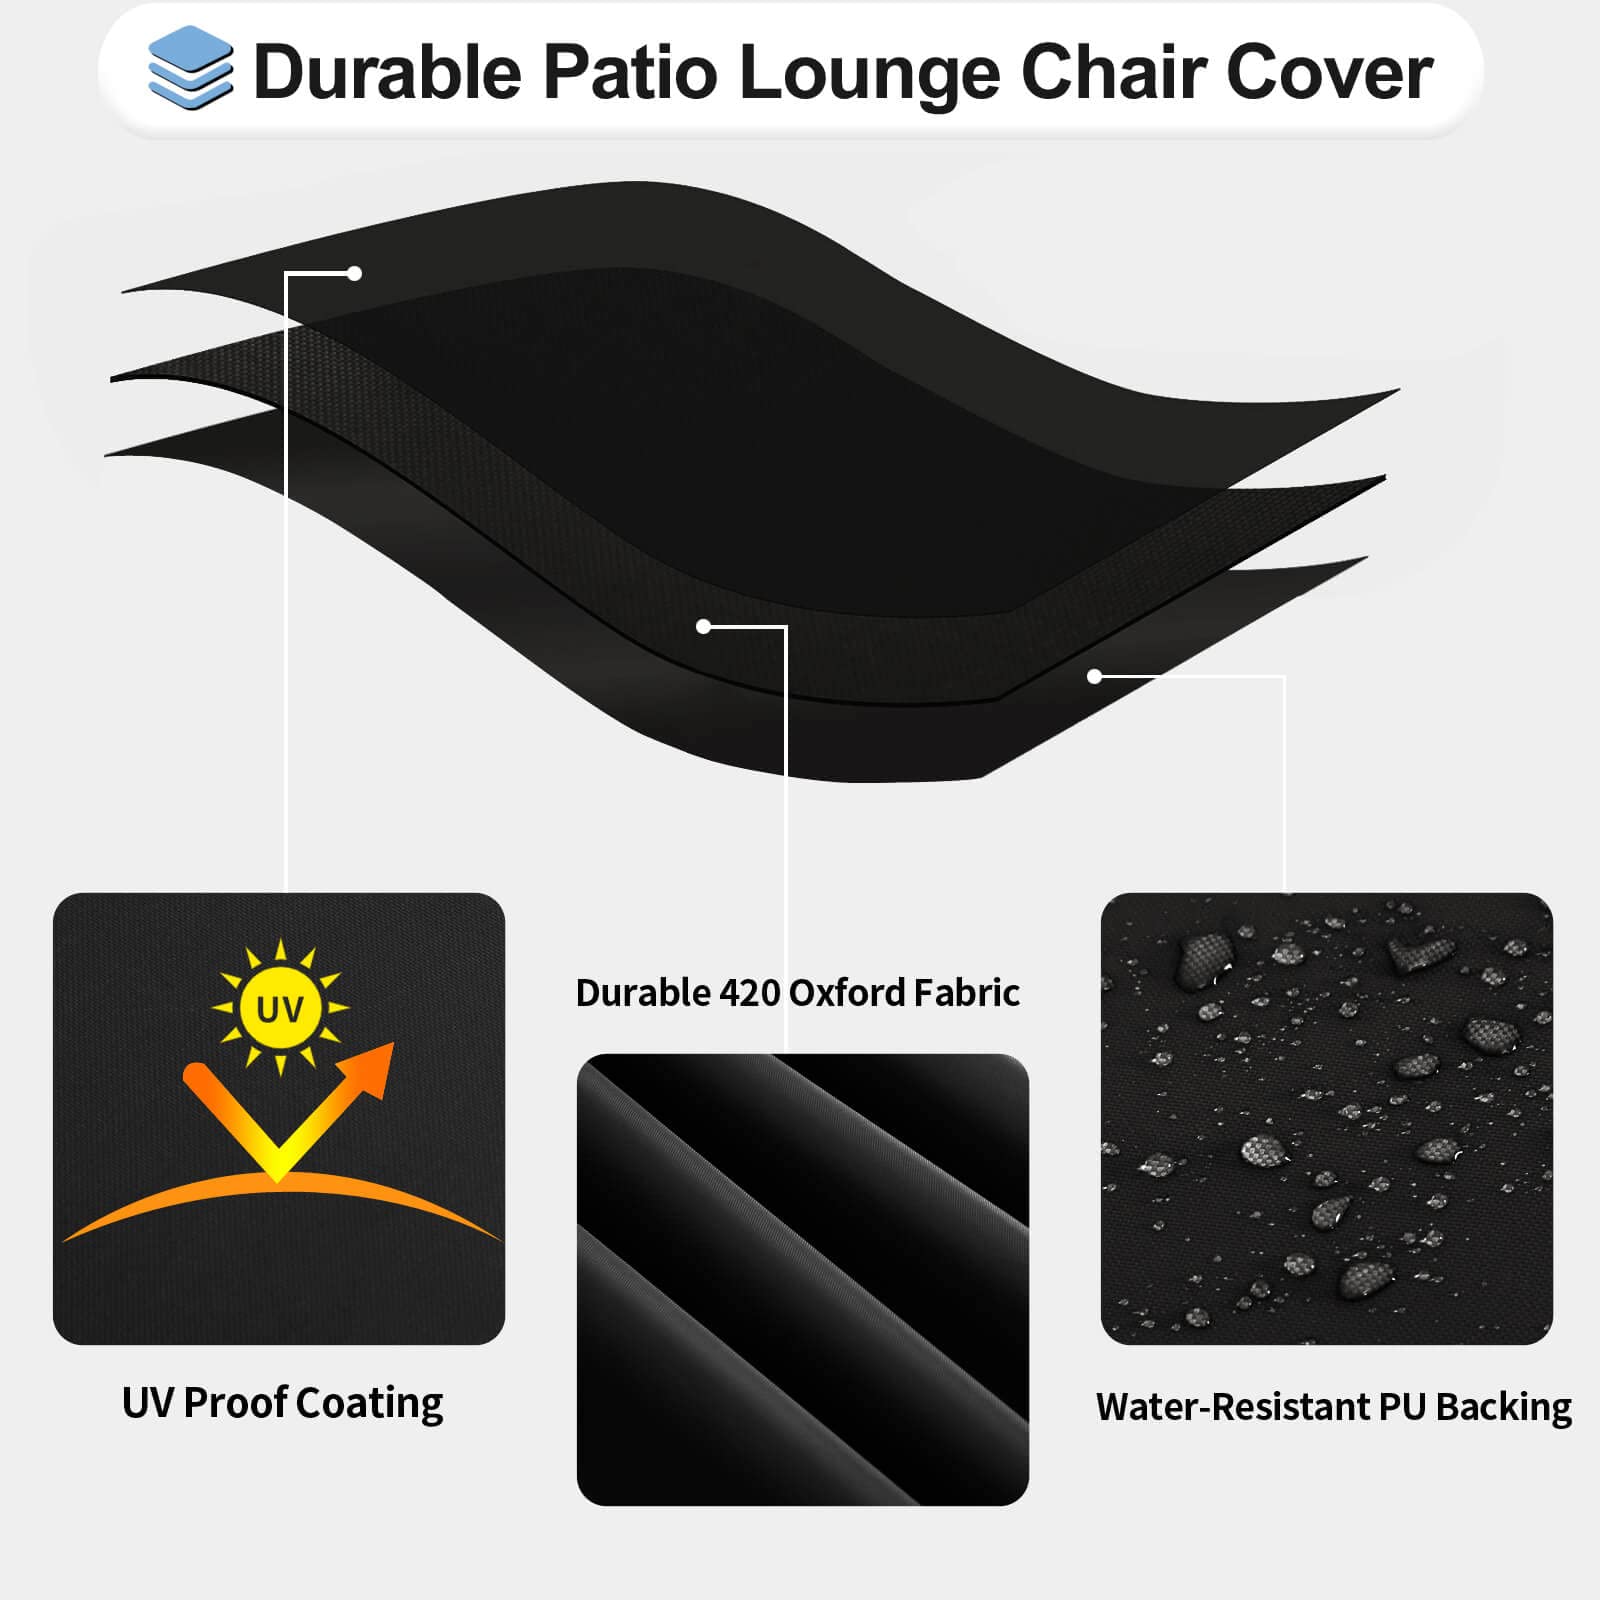 Durable Patio Lounge Chair Cover
UV
Durable 420 Oxford Fabric
UV Proof Coating
Water-Resistant PU Backing